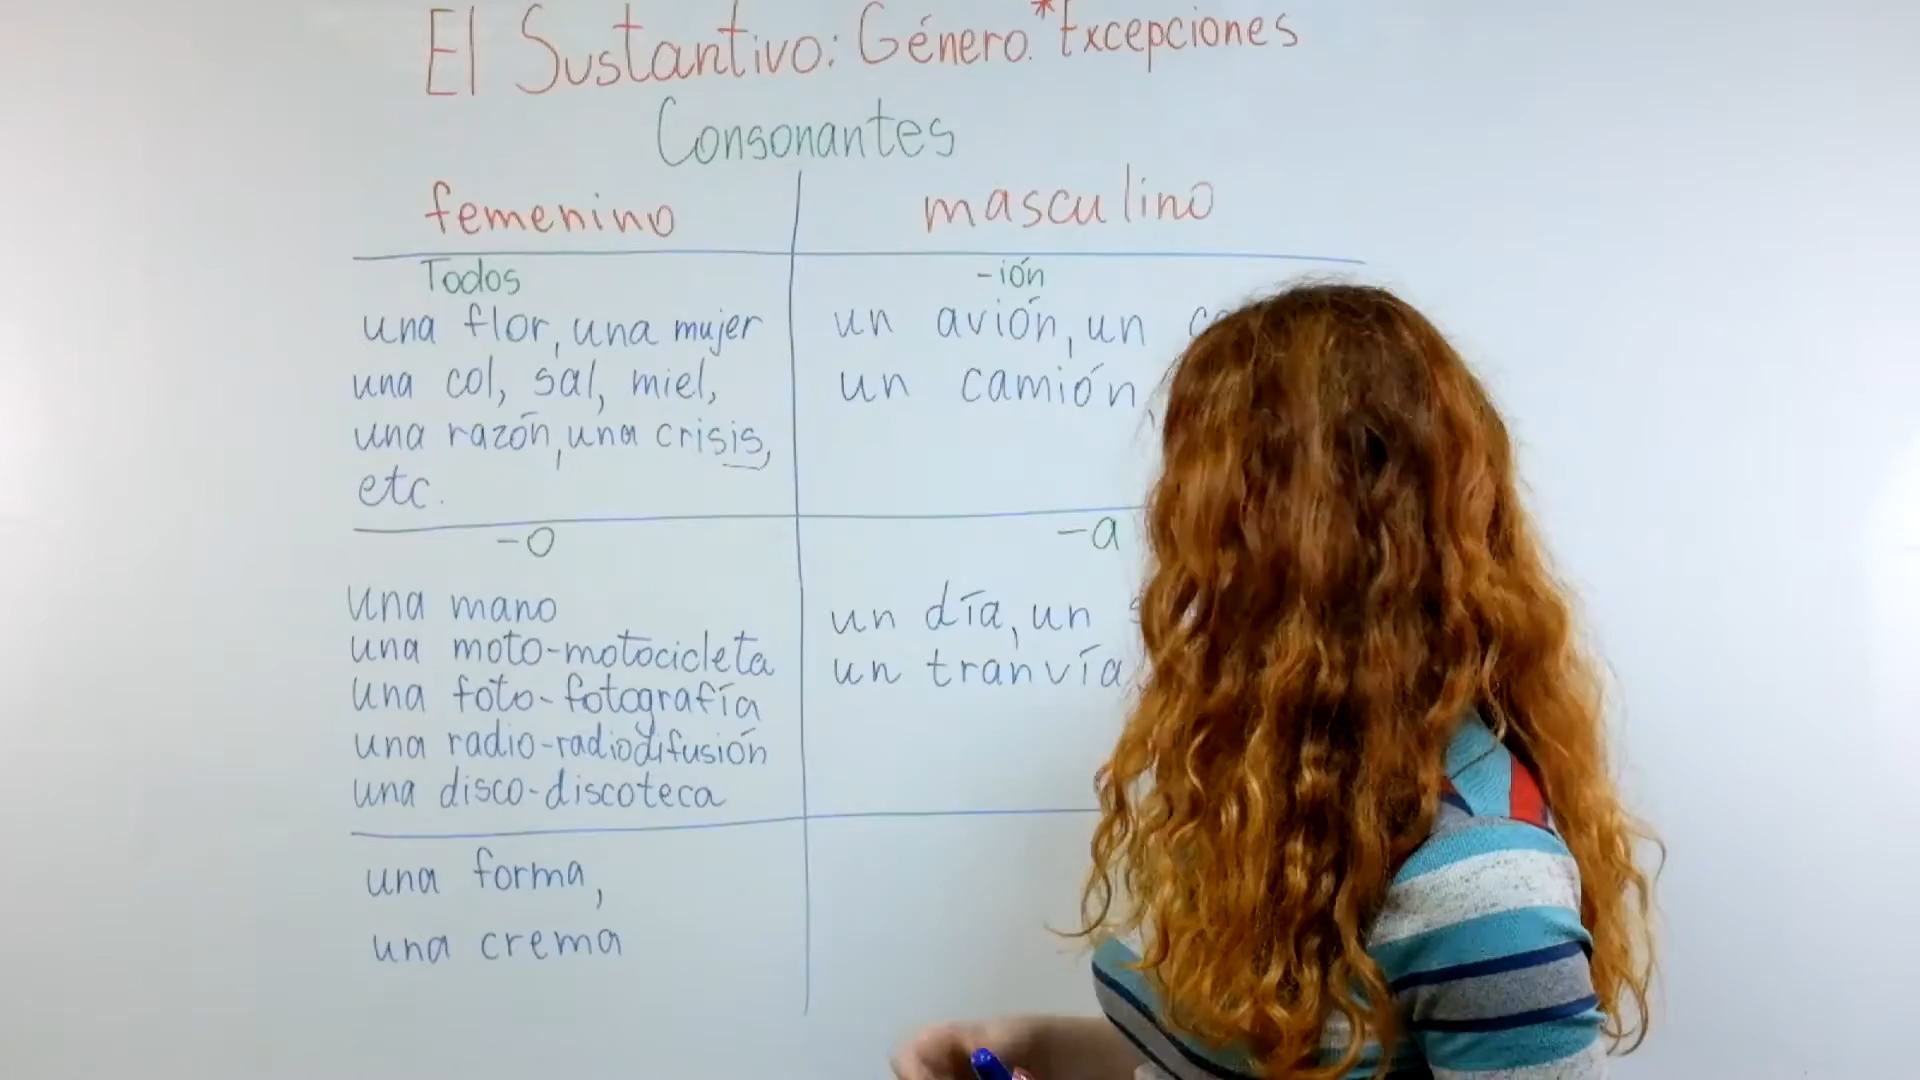 El Sustantivo: Género. *Excepciones
Consonantes
femenino
masculino
Todos
una flor, una mujer
una col, sal, miel,
una razón, una crisis,
etc.
-ión
un avión, un
un camión,
-o
una mano
una moto-motocicleta
una foto-fotografía
una radio-radiodifusión
una disco-discoteca
-a
un día, un
un tranvía
una forma,
una crema